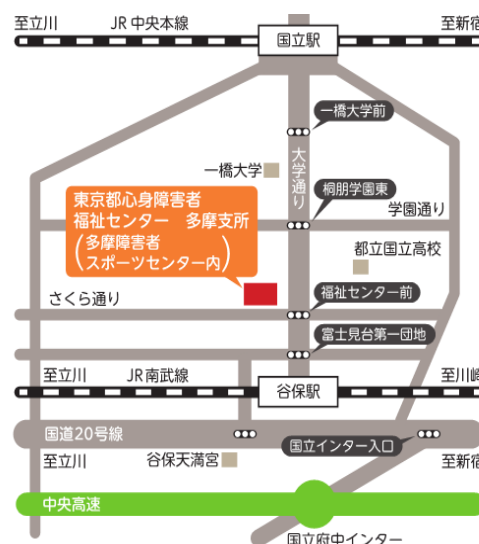 至立川 JR中央本線 至新宿
国立駅
一橋大学前
大学通り
一橋大学
桐朋学園東
学園通り
東京都心身障害者
福祉センター 多摩支所
(多摩障害者
スポーツセンター内)
都立国立高校
さくら通り
福祉センター前
富士見台第一団地
至立川 JR南武線 至川崎
谷保駅
国道20号線
国立インター入口
至立川 谷保天満宮 至新宿
中央高速
国立府中インター